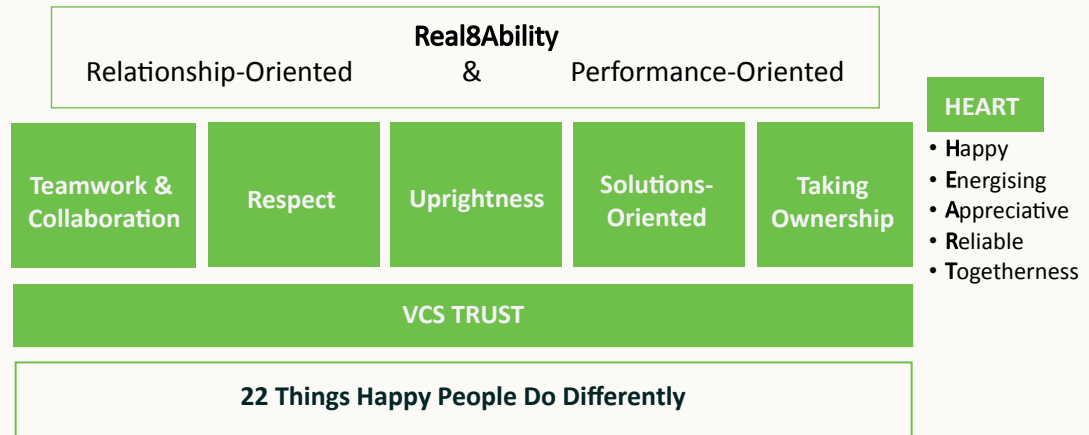 Real8Ability
Relationship-Oriented & Performance-Oriented
Teamwork &
Collaboration
Respect
Uprightness
Solutions-
Oriented
Taking
Ownership
HEART
• Happy
• Energising
• Appreciative
• Reliable
• Togetherness
VCS TRUST
22 Things Happy People Do Differently